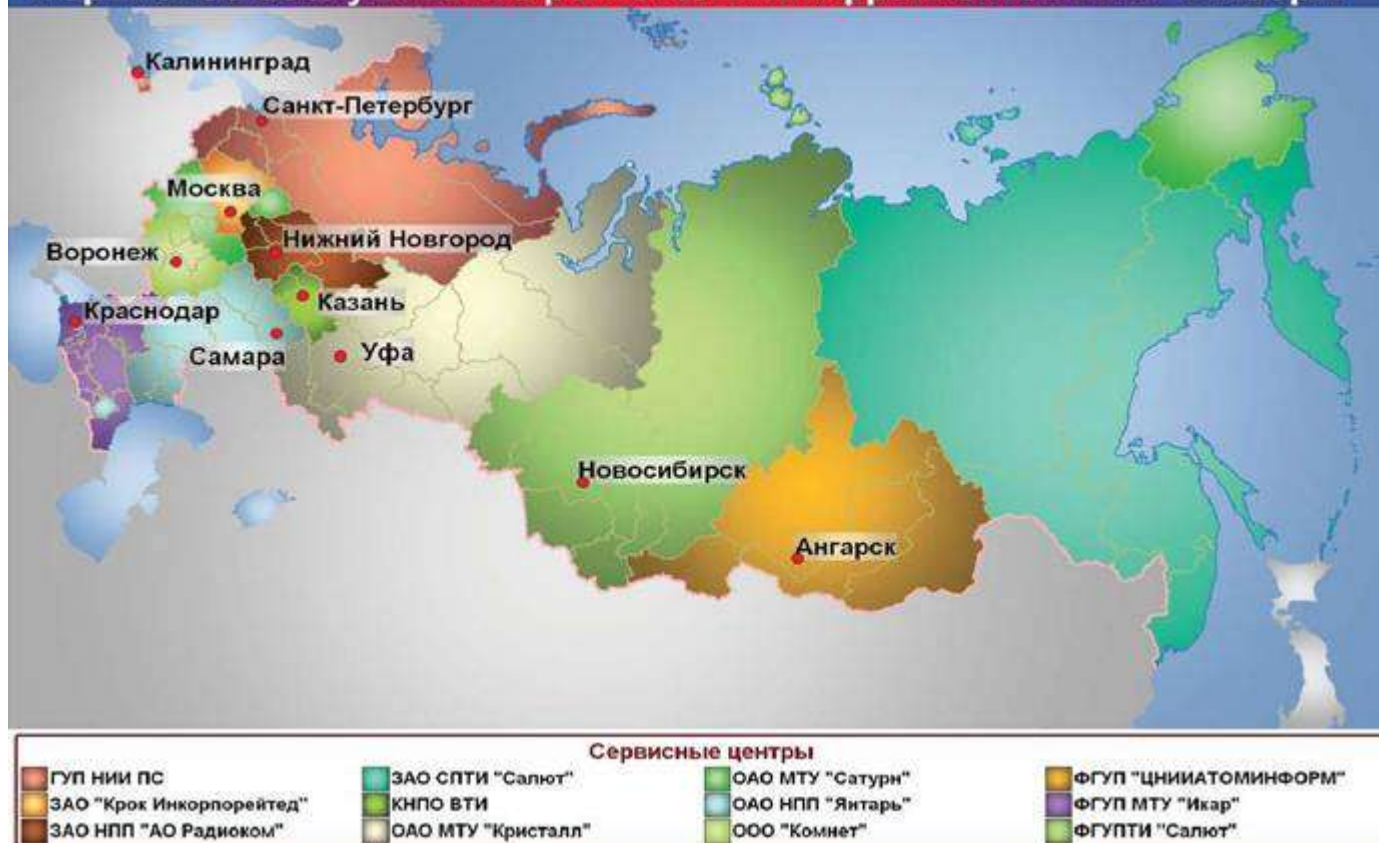 Калининград
Санкт-Петербург
Москва
Нижний Новгород
Воронеж
Казань
Краснодар
Самара
Уфа
Новосибирск
Ангарск
Сервисные центры
ГУП НИИ ПС
ЗАО "Крок Инкорпорейтед"
ЗАО НПП "АО Радиоком"
ЗАО СПТИ "Салют"
КНПО ВТИ
ОАО МТУ "Кристалл"
ОАО МТУ "Сатурн"
ОАО НПП "Янтарь"
ООО "Комнет"
ФГУП "ЦНИИАТОМИНФОРМ"
ФГУП МТУ "Икар"
ФГУПТИ "Салют"